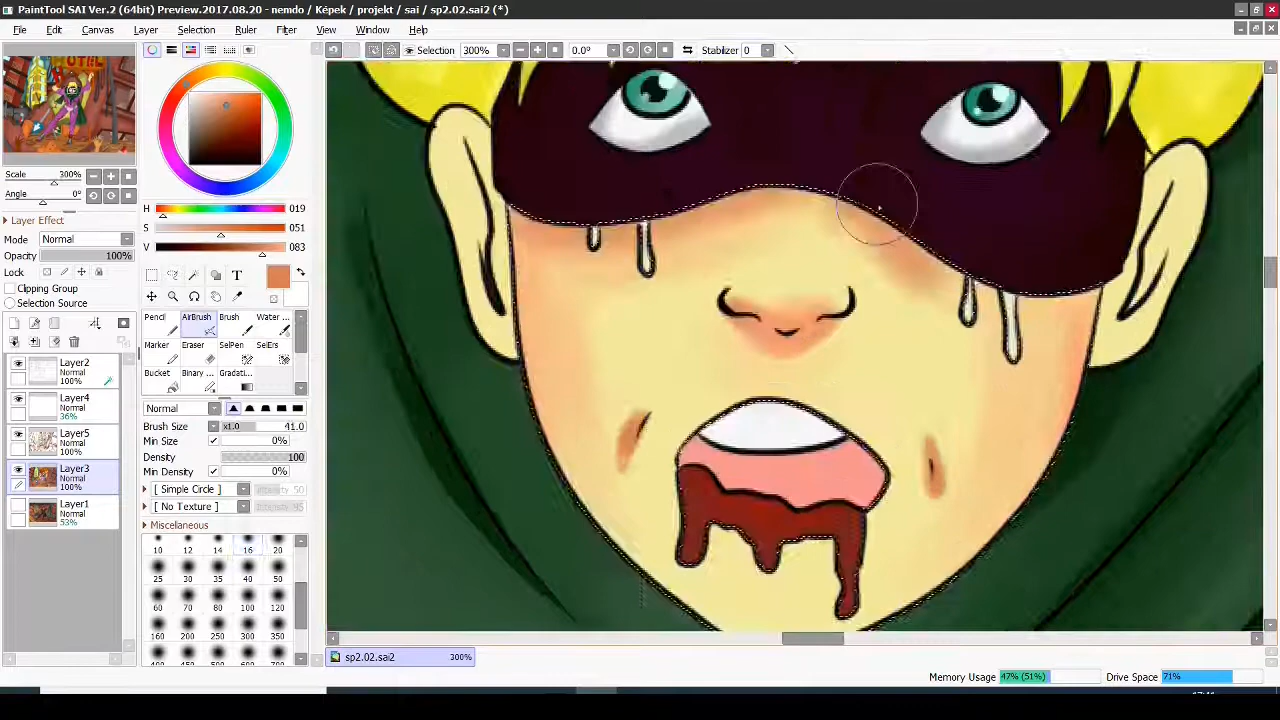 PaintTool SAI Ver.2 (64bit) Preview.2017.08.20 - nemdo / Képek / projekt / sai / sp2.02.sai2 (*)
File Edit Canvas Layer Selection Ruler Filter View Window Help
Selection 300% 0.0° Stabilizer 0
Scale 300%
Angle 0°
H 019
S 051
V 083
Layer Effect
Mode Normal
Opacity 100%
Lock
Clipping Group
Selection Source
T
Pencil AirBrush Brush Water ...
Marker Eraser SelPen SelErs
Bucket Binary ... Gradati...
Layer2
Normal
100%
Layer4
Normal
36%
Layer5
Normal
100%
Layer3
Normal
100%
Layer1
Normal
53%
Normal
Brush Size x1.0 41.0
Min Size 0%
Density 100
Min Density 0%
[ Simple Circle ] Intensity 50
[ No Texture ] Intensity 95
Miscellaneous
10 12 14 16 20
25 30 35 40 50
60 70 80 100 120
160 200 250 300 350
sp2.02.sai2 300%
Memory Usage 47% (51%) Drive Space 71%